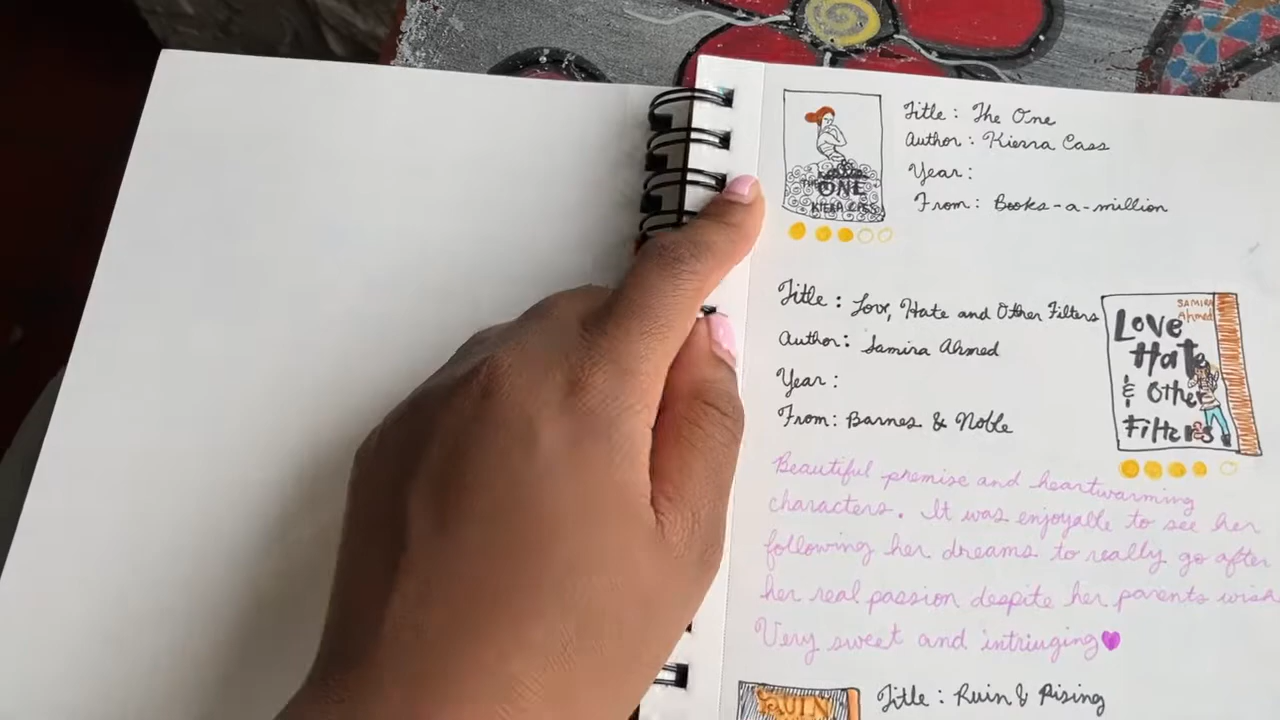 Title : The One
Author : Kierra Cass
Year :
From : Books-a-million
THE
ONE
KIERA CASS
Title : Love, Hate and Other Filters
Author : Samira Ahmed
Year :
From : Barnes & Noble
SAMIRA
Ahmed
Love
Hate
& Other
Filters
Beautiful premise and heartwarming
characters. It was enjoyable to see her
following her dreams to really go after
her real passion despite her parents wish
Very sweet and intriuging
RUIN
Title : Ruin & Rising